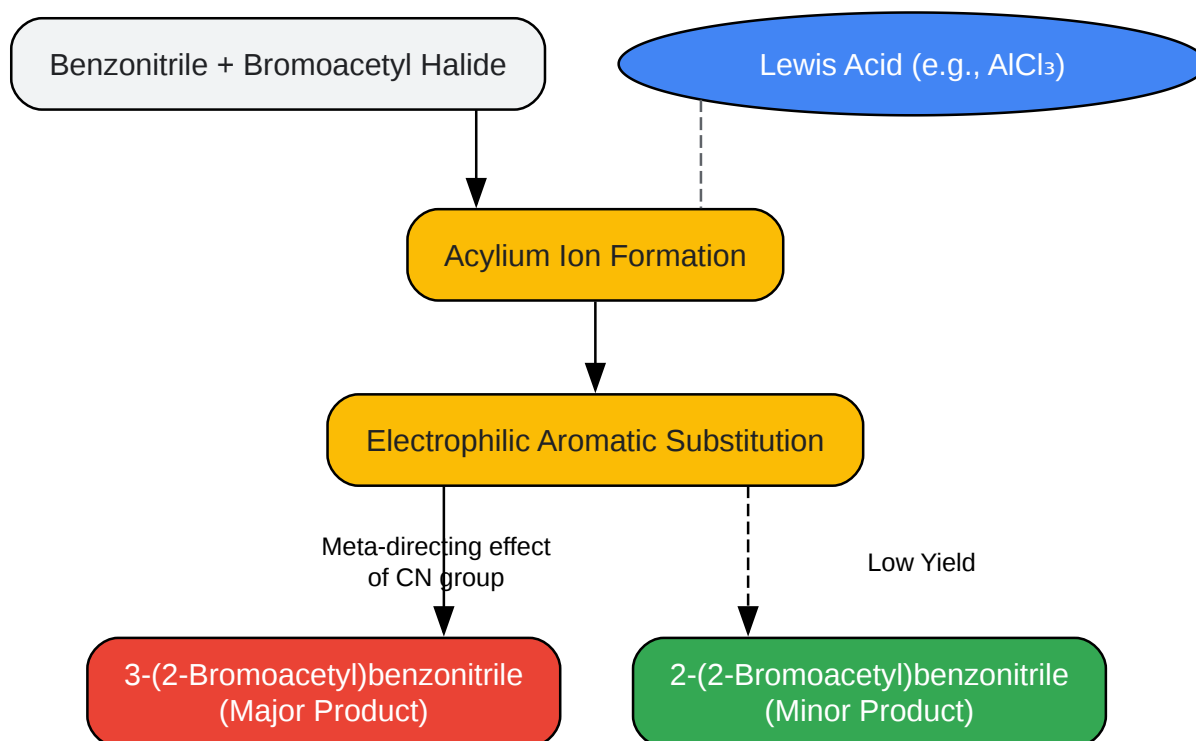 Benzonitrile + Bromoacetyl Halide
Lewis Acid (e.g., AlCl₃)
Acylium Ion Formation
Electrophilic Aromatic Substitution
Meta-directing effect
of CN group
Low Yield
3-(2-Bromoacetyl)benzonitrile
(Major Product)
2-(2-Bromoacetyl)benzonitrile
(Minor Product)